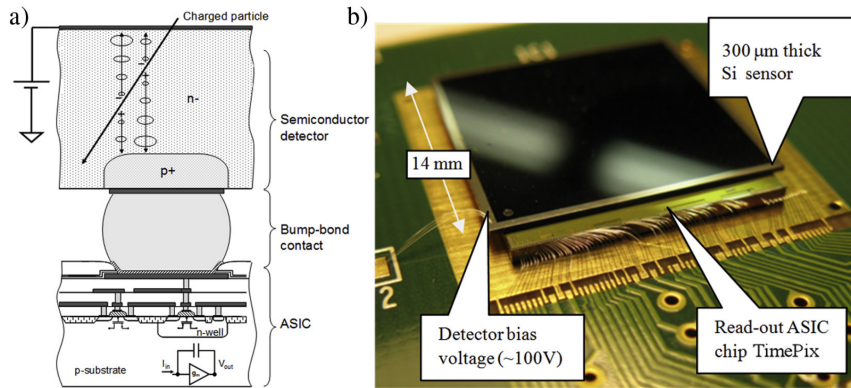 a)
Charged particle
-
-
+
+
-
-
n-
p+
Semiconductor
detector
Bump-bond
contact
ASIC
n-well
p-substrate
Iin
gm
Vout
b)
300 µm thick
Si sensor
14 mm
2
Detector bias
voltage (~100V)
Read-out ASIC
chip TimePix